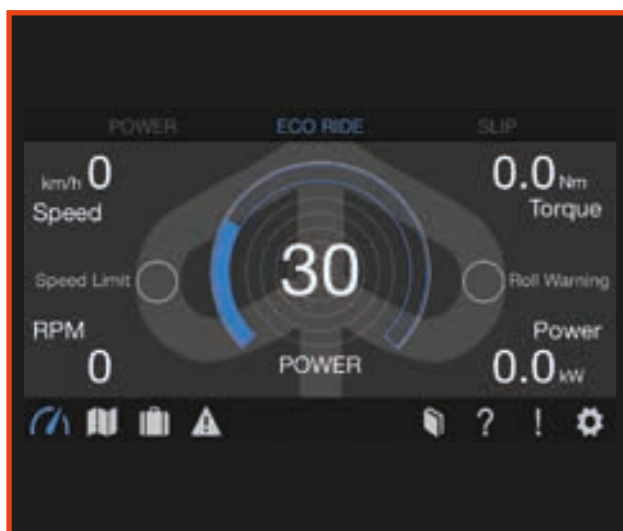 POWER ECO RIDE SLIP
km/h 0
Speed
0.0 Nm
Torque
Speed Limit
30
Roll Warning
RPM
0
POWER
Power
0.0 kW
? !